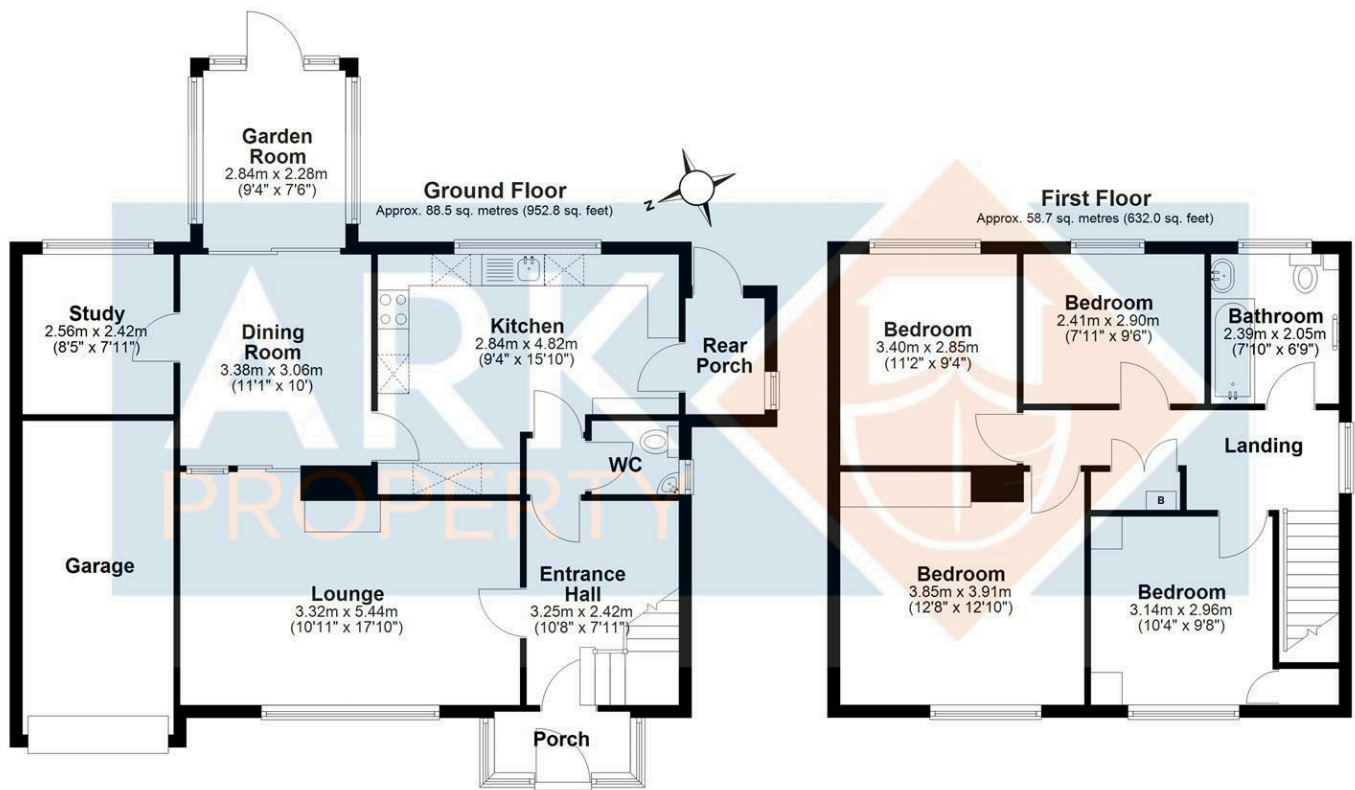 Garden
Room
2.84m x 2.28m
(9'4" x 7'6")
Ground Floor
Approx. 88.5 sq. metres (952.8 sq. feet)
N
Study
2.56m x 2.42m
(8'5" x 7'11")
Dining
Room
3.38m x 3.06m
(11'1" x 10')
Kitchen
2.84m x 4.82m
(9'4" x 15'10")
Rear
Porch
WC
Garage
Lounge
3.32m x 5.44m
(10'11" x 17'10")
Entrance
Hall
3.25m x 2.42m
(10'8" x 7'11")
Porch
First Floor
Approx. 58.7 sq. metres (632.0 sq. feet)
Bedroom
3.40m x 2.85m
(11'2" x 9'4")
Bedroom
2.41m x 2.90m
(7'11" x 9'6")
Bathroom
2.39m x 2.05m
(7'10" x 6'9")
Landing
B
Bedroom
3.85m x 3.91m
(12'8" x 12'10")
Bedroom
3.14m x 2.96m
(10'4" x 9'8")
ARK
PROPERTY